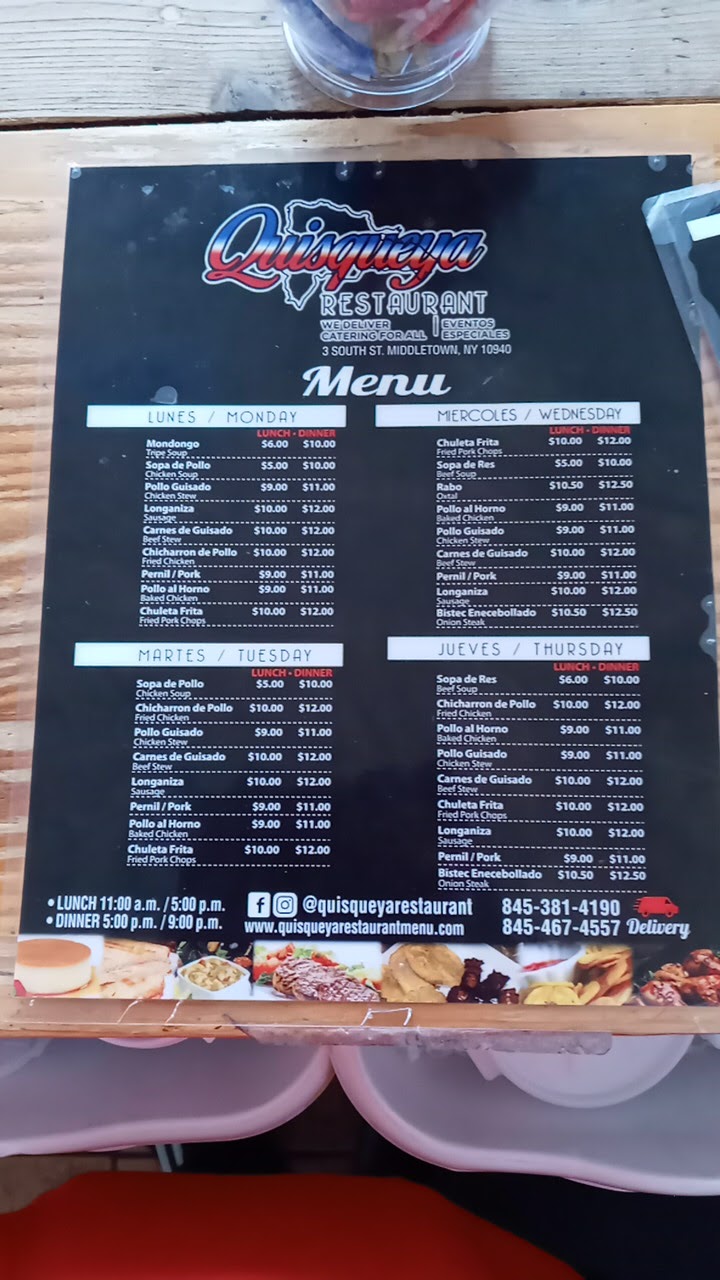 Quisqueya
RESTAURANT
WE DELIVER
CATERING FOR ALL
EVENTOS
ESPECIALES
3 SOUTH ST. MIDDLETOWN, NY 10940
Menu
LUNES / MONDAY
LUNCH - DINNER
Mondongo $6.00 $10.00
Tripe Soup
Sopa de Pollo $5.00 $10.00
Chicken Soup
Pollo Guisado $9.00 $11.00
Chicken Stew
Longaniza $10.00 $12.00
Sausage
Carnes de Guisado $10.00 $12.00
Beef Stew
Chicharron de Pollo $10.00 $12.00
Fried Chicken
Pernil / Pork $9.00 $11.00
Pollo al Horno $9.00 $11.00
Baked Chicken
Chuleta Frita $10.00 $12.00
Fried Pork Chops
MARTES / TUESDAY
LUNCH - DINNER
Sopa de Pollo $5.00 $10.00
Chicken Soup
Chicharron de Pollo $10.00 $12.00
Fried Chicken
Pollo Guisado $9.00 $11.00
Chicken Stew
Carnes de Guisado $10.00 $12.00
Beef Stew
Longaniza $10.00 $12.00
Sausage
Pernil / Pork $9.00 $11.00
Pollo al Horno $9.00 $11.00
Baked Chicken
Chuleta Frita $10.00 $12.00
Fried Pork Chops
MIERCOLES / WEDNESDAY
LUNCH - DINNER
Chuleta Frita $10.00 $12.00
Fried Pork Chops
Sopa de Res $5.00 $10.00
Beef Soup
Rabo $10.50 $12.50
Oxtal
Pollo al Horno $9.00 $11.00
Baked Chicken
Pollo Guisado $9.00 $11.00
Chicken Stew
Carnes de Guisado $10.00 $12.00
Beef Stew
Pernil / Pork $9.00 $11.00
Longaniza $10.00 $12.00
Sausage
Bistec Enecebollado $10.50 $12.50
Onion Steak
JUEVES / THURSDAY
LUNCH - DINNER
Sopa de Res $6.00 $10.00
Beef Soup
Chicharron de Pollo $10.00 $12.00
Fried Chicken
Pollo al Horno $9.00 $11.00
Baked Chicken
Pollo Guisado $9.00 $11.00
Chicken Stew
Carnes de Guisado $10.00 $12.00
Beef Stew
Chuleta Frita $10.00 $12.00
Fried Pork Chops
Longaniza $10.00 $12.00
Sausage
Pernil / Pork $9.00 $11.00
Bistec Enecebollado $10.50 $12.50
Onion Steak
• LUNCH 11:00 a.m. / 5:00 p.m.
• DINNER 5:00 p.m. / 9:00 p.m.
@quisqueyarestaurant
www.quisqueyarestaurantmenu.com
845-381-4190
845-467-4557 Delivery